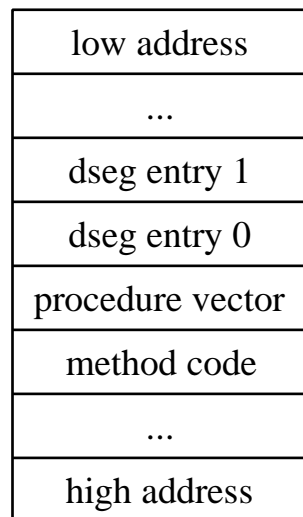 low address
...
dseg entry 1
dseg entry 0
procedure vector
method code
...
high address